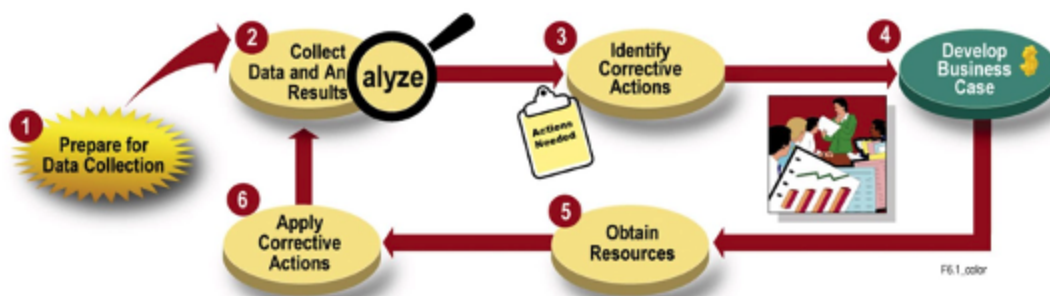 1
Prepare for
Data Collection
2
Collect
Data and An alyze
Results
3
Identify
Corrective
Actions
Actions
Needed
4
Develop
Business
Case
$
5
Obtain
Resources
6
Apply
Corrective
Actions
F6.1_color